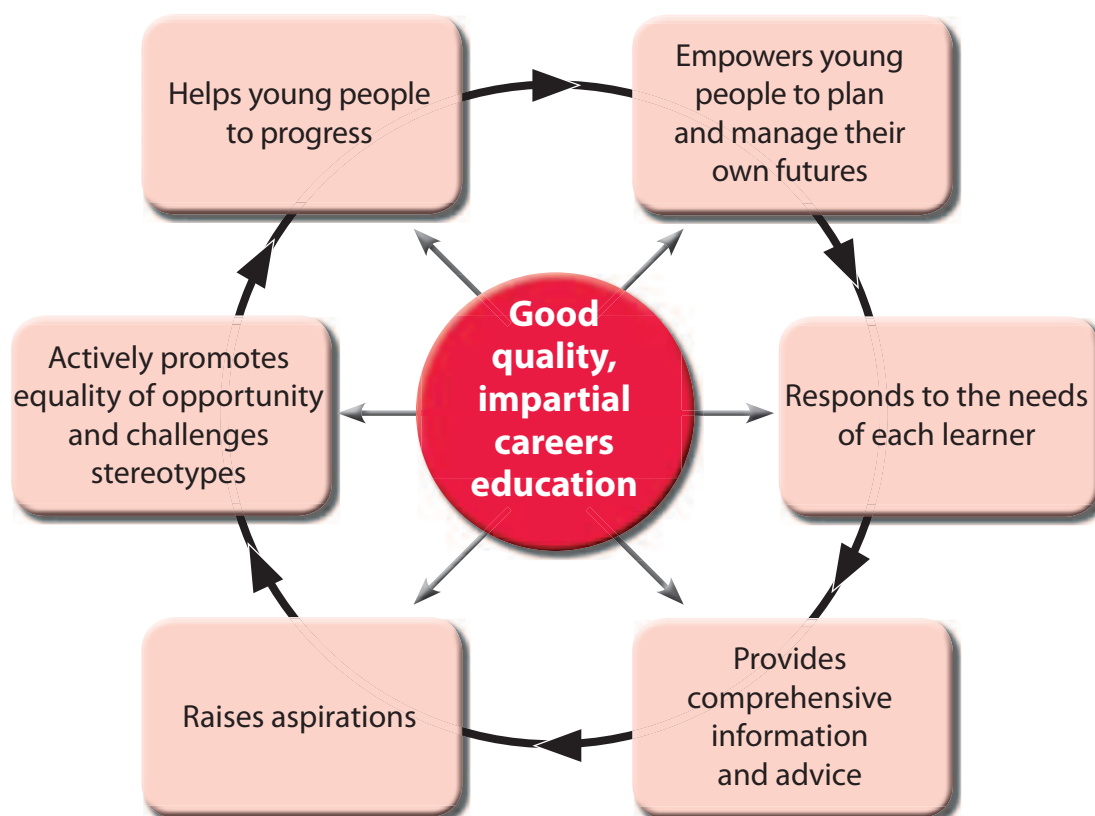 Helps young people
to progress
Empowers young
people to plan
and manage their
own futures
Actively promotes
equality of opportunity
and challenges
stereotypes
Good
quality,
impartial
careers
education
Responds to the needs
of each learner
Raises aspirations
Provides
comprehensive
information
and advice